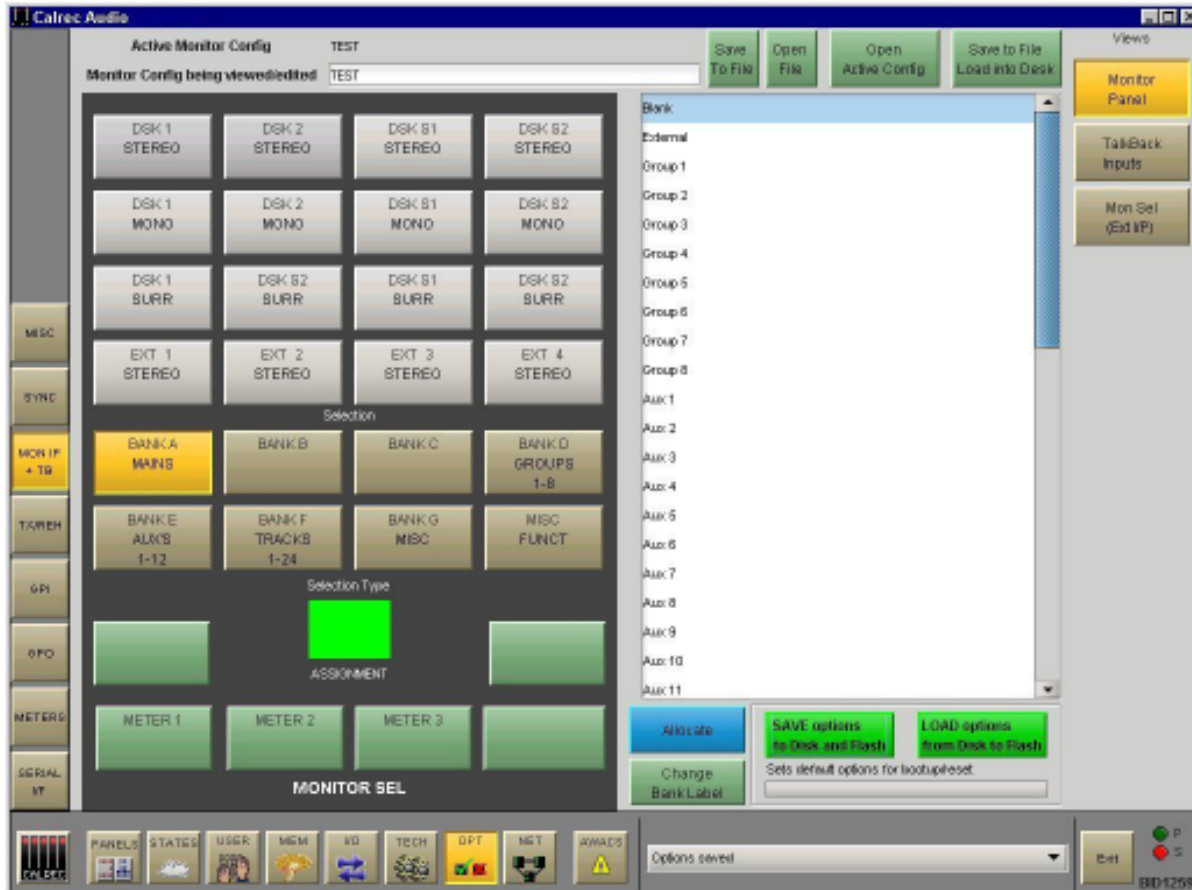 Calrec Audio
Active Monitor Config TEST
Monitor Config being viewed/edited TEST
Save To File
Open File
Open Active Config
Save to File Load into Desk
Views
Monitor Panel
TalkBack Inputs
Mon Sel (Ext I/P)
DSK 1 STEREO
DSK 2 STEREO
DSK S1 STEREO
DSK S2 STEREO
DSK 1 MONO
DSK 2 MONO
DSK S1 MONO
DSK S2 MONO
DSK 1 SURR
DSK S2 SURR
DSK S1 SURR
DSK S2 SURR
EXT 1 STEREO
EXT 2 STEREO
EXT 3 STEREO
EXT 4 STEREO
Selection
BANK A MAINS
BANK B
BANK C
BANK D GROUPS 1-8
BANK E AUX'S 1-12
BANK F TRACKS 1-24
BANK G MISC
MISC FUNCT
Selection Type
ASSIGNMENT
METER 1
METER 2
METER 3
MONITOR SEL
Blank
External
Group 1
Group 2
Group 3
Group 4
Group 5
Group 6
Group 7
Group 8
Aux 1
Aux 2
Aux 3
Aux 4
Aux 5
Aux 6
Aux 7
Aux 8
Aux 9
Aux 10
Aux 11
Allocate
Change Bank Label
SAVE options to Disk and Flash
LOAD options from Disk to Flash
Sets default options for bootup/reset
MISC
SYNC
MON IP + TB
TX/REH
GPI
GPO
METERS
SERIAL I/F
CALREC
PANELS
STATES
USER
MEM
I/O
TECH
OPT
NET
AWACS
Options saved
Exit
P
S
BID1259